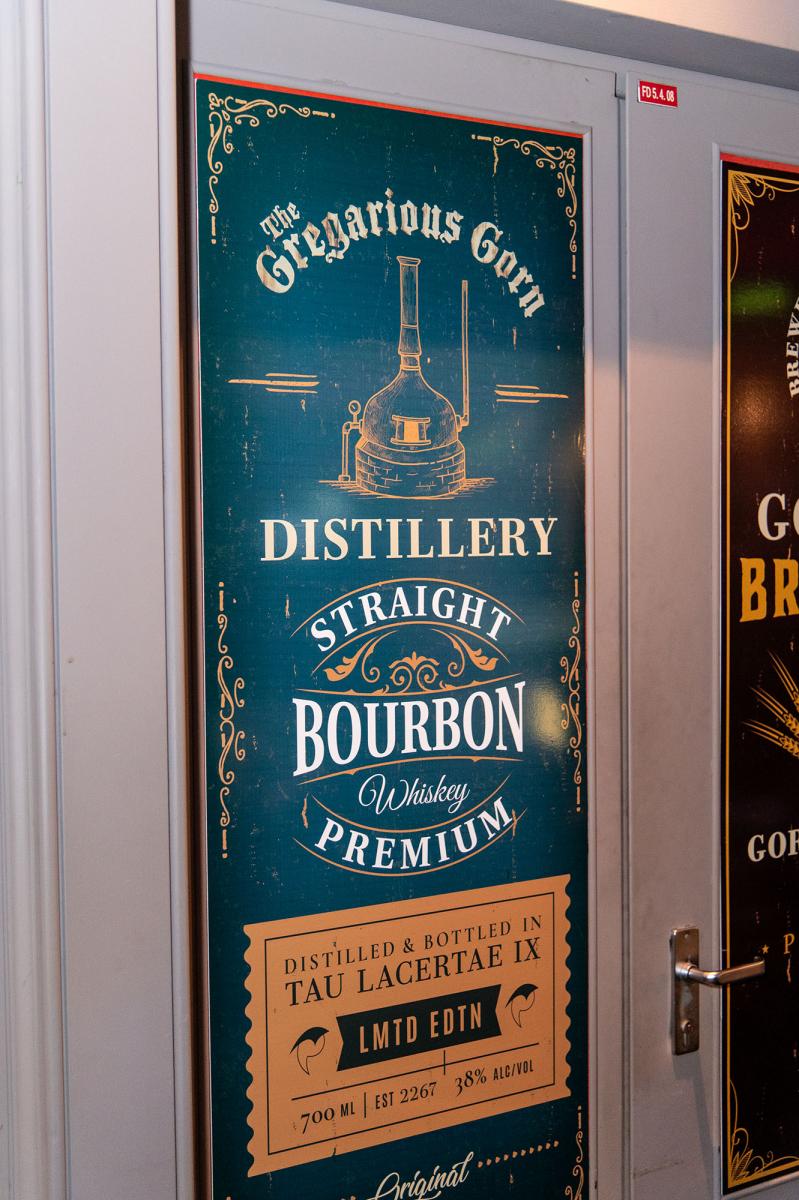 The
Gregarious Gorn
DISTILLERY
STRAIGHT
BOURBON
Whiskey
PREMIUM
DISTILLED & BOTTLED IN
TAU LACERTAE IX
LMTD EDTN
700 ML | EST 2267 | 38% ALC/VOL
Original
FD 5.4.08